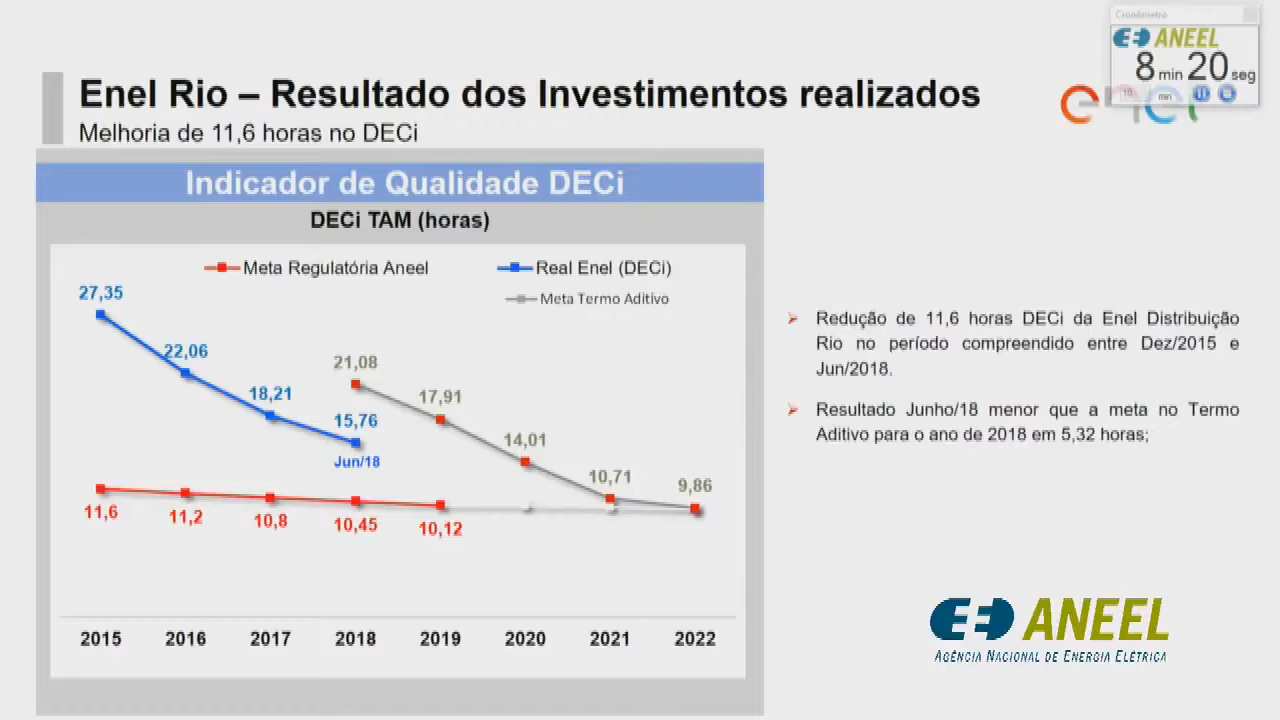 Cronômetro
ANEEL
8 min 20 seg
min
enel
Enel Rio – Resultado dos Investimentos realizados
Melhoria de 11,6 horas no DECi
Indicador de Qualidade DECi
DECi TAM (horas)
Meta Regulatória Aneel
Real Enel (DECi)
Meta Termo Aditivo
27,35
22,06
18,21
15,76
Jun/18
21,08
17,91
14,01
10,71
9,86
11,6
11,2
10,8
10,45
10,12
2015 2016 2017 2018 2019 2020 2021 2022
Redução de 11,6 horas DECi da Enel Distribuição
Rio no período compreendido entre Dez/2015 e
Jun/2018.
Resultado Junho/18 menor que a meta no Termo
Aditivo para o ano de 2018 em 5,32 horas;
ANEEL
AGÊNCIA NACIONAL DE ENERGIA ELÉTRICA